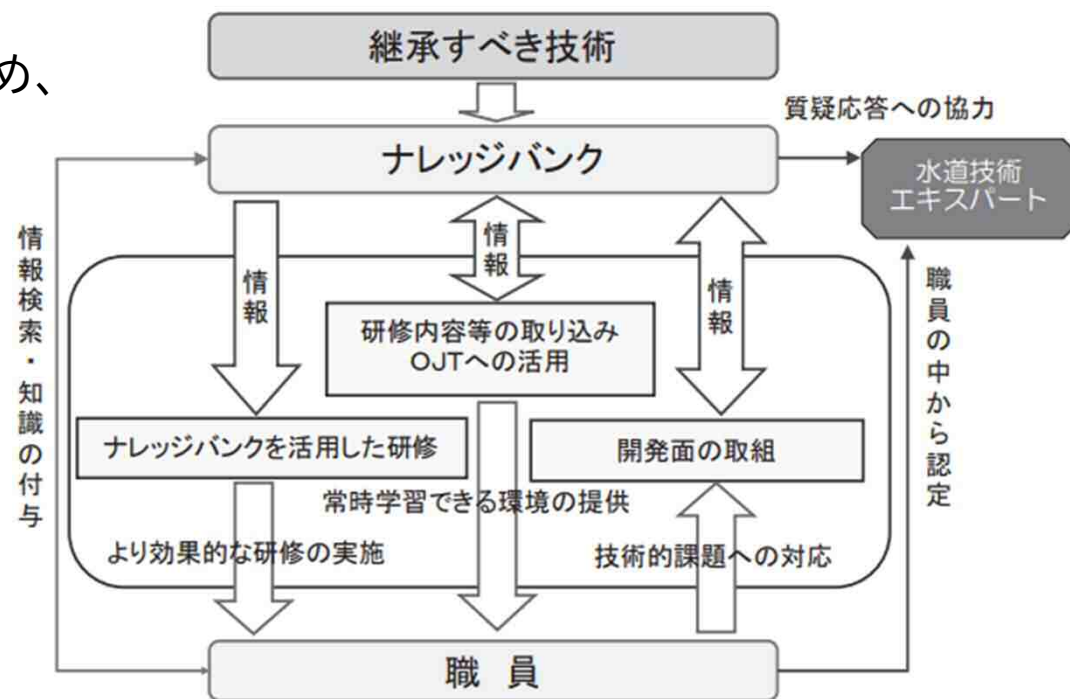 め、
継承すべき技術
質疑応答への協力
ナレッジバンク
水道技術
エキスパート
情報検索・知識の付与
情報
情報
情報
職員の中から認定
研修内容等の取り込み
OJTへの活用
ナレッジバンクを活用した研修
開発面の取組
常時学習できる環境の提供
より効果的な研修の実施
技術的課題への対応
職 員